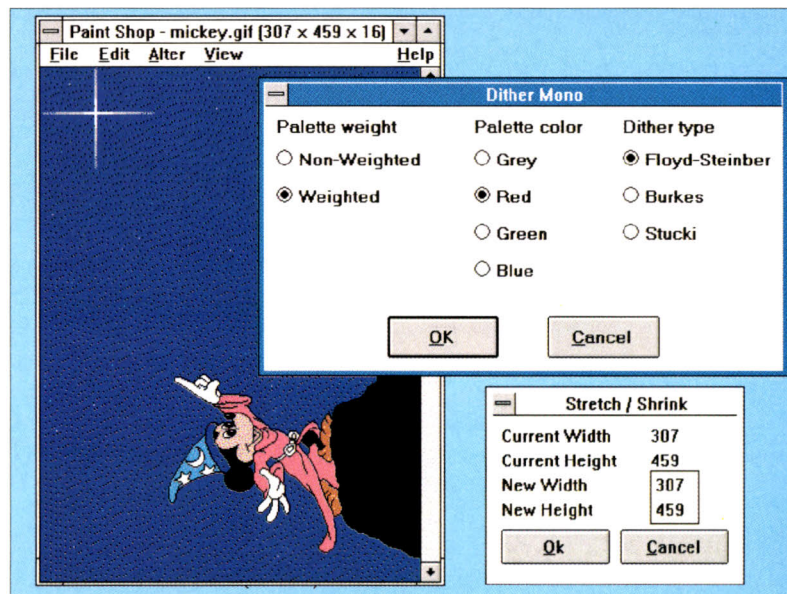 Paint Shop - mickey.gif (307 x 459 x 16)
File Edit Alter View Help
Dither Mono
Palette weight Palette color Dither type
Non-Weighted Grey Floyd-Steinber
Weighted Red Burkes
Green Stucki
Blue
OK Cancel
Stretch / Shrink
Current Width 307
Current Height 459
New Width 307
New Height 459
Ok Cancel